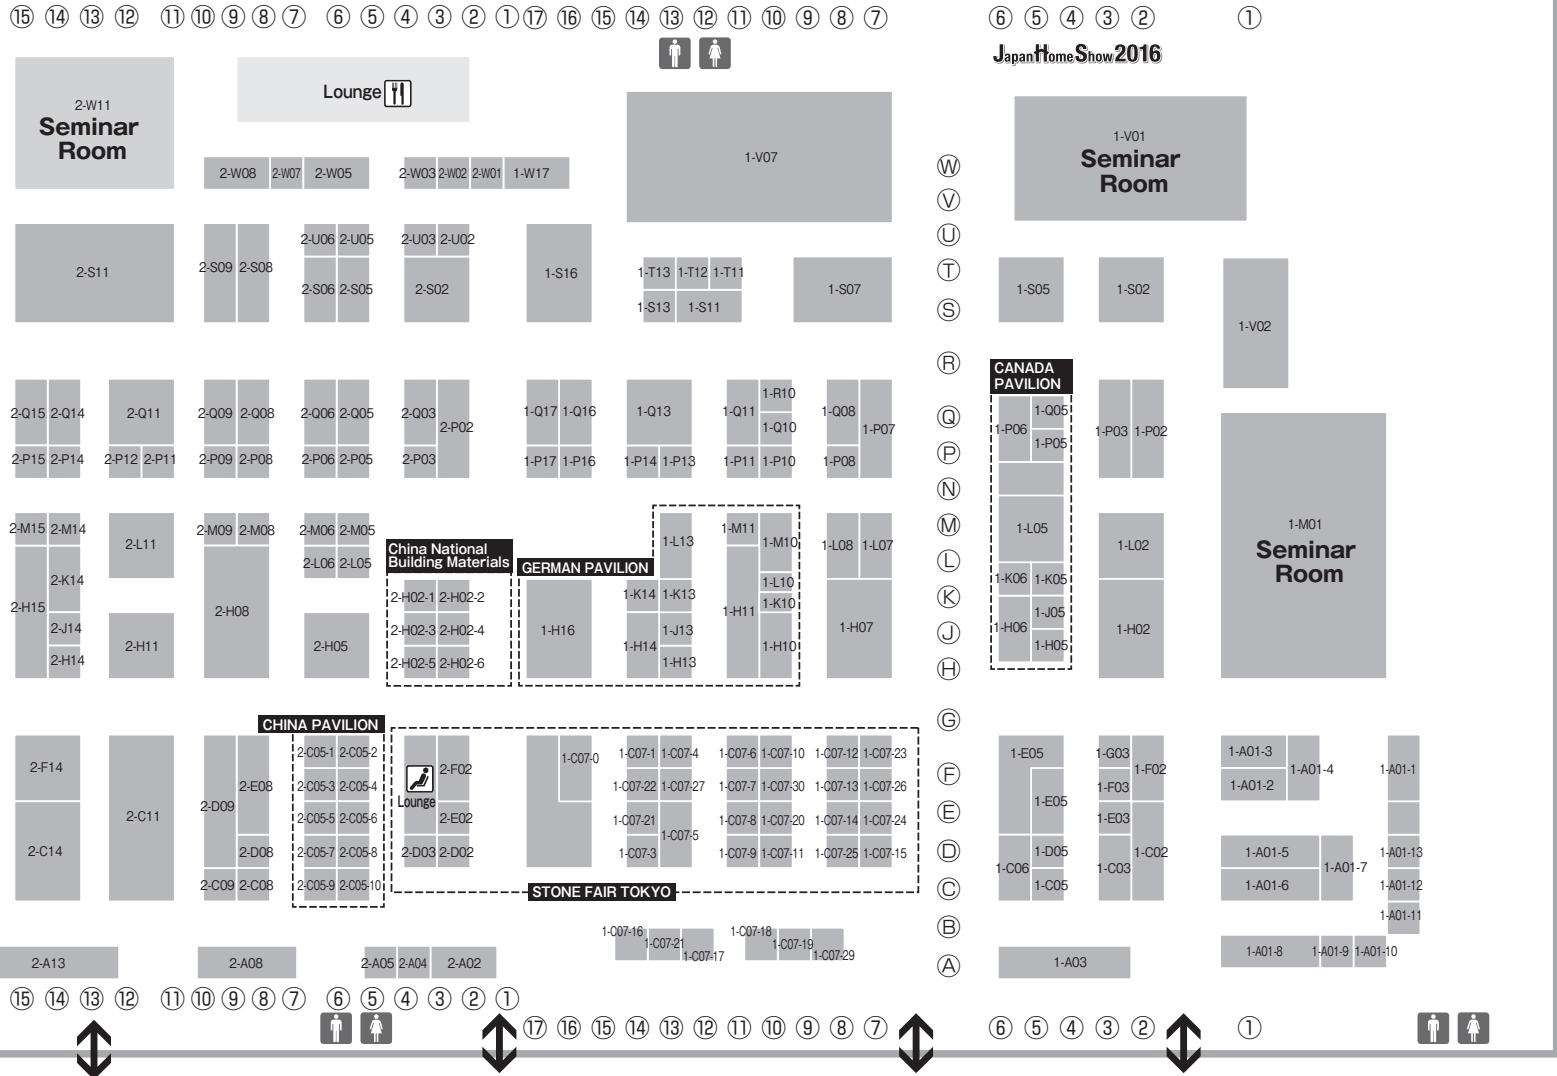 ⑮ ⑭ ⑬ ⑫ ⑪ ⑩ ⑨ ⑧ ⑦ ⑥ ⑤ ④ ③ ② ① ⑰ ⑯ ⑮ ⑭ ⑬ ⑫ ⑪ ⑩ ⑨ ⑧ ⑦ ⑥ ⑤ ④ ③ ② ①
JapanHomeShow 2016
2-W11
Seminar
Room
Lounge
1-V07
1-V01
Seminar
Room
2-W08 2-W07 2-W05 2-W03 2-W02 2-W01 1-W17
Ⓦ
Ⓥ
Ⓤ
Ⓣ
Ⓢ
2-U06 2-U05 2-U03 2-U02
2-S11 2-S09 2-S08 2-S06 2-S05 2-S02 1-S16
1-T13 1-T12 1-T11
1-S13 1-S11 1-S07
1-S05 1-S02
1-V02
Ⓡ
CANADA
PAVILION
2-Q15 2-Q14 2-Q11 2-Q09 2-Q08 2-Q06 2-Q05 2-Q03 2-P02 1-Q17 1-Q16 1-Q13 1-Q11 1-R10 1-Q10 1-Q08 1-P07
Ⓠ
1-P06 1-Q05 1-P05 1-P03 1-P02
2-P15 2-P14 2-P12 2-P11 2-P09 2-P08 2-P06 2-P05 2-P03 1-P17 1-P16 1-P14 1-P13 1-P11 1-P10 1-P08
Ⓟ
Ⓝ
2-M15 2-M14 2-L11 2-M09 2-M08 2-M06 2-M05
2-L06 2-L05
China National
Building Materials
GERMAN PAVILION
1-L13 1-M11 1-M10 1-L08 1-L07
Ⓜ
Ⓛ
1-L05 1-L02
1-M01
Seminar
Room
2-H15 2-K14 2-J14 2-H14 2-H11 2-H08 2-H05
2-H02-1 2-H02-2
2-H02-3 2-H02-4
2-H02-5 2-H02-6
1-H16 1-K14 1-K13 1-H14 1-J13 1-H13 1-H11 1-L10 1-K10 1-H10 1-H07
Ⓚ
Ⓙ
Ⓗ
1-K06 1-K05
1-H06 1-J05
1-H05
1-H02
Ⓖ
CHINA PAVILION
2-F14
2-C14
2-C11
2-D09 2-E08
2-D08
2-C09 2-C08
2-C05-1 2-C05-2
2-C05-3 2-C05-4
2-C05-5 2-C05-6
2-C05-7 2-C05-8
2-C05-9 2-C05-10
Lounge
2-F02
2-E02
2-D03 2-D02
1-C07-0
1-C07-1 1-C07-4 1-C07-6 1-C07-10 1-C07-12 1-C07-23
1-C07-22 1-C07-27 1-C07-7 1-C07-30 1-C07-13 1-C07-26
1-C07-21 1-C07-5 1-C07-8 1-C07-20 1-C07-14 1-C07-24
1-C07-3 1-C07-9 1-C07-11 1-C07-25 1-C07-15
STONE FAIR TOKYO
Ⓕ
Ⓔ
Ⓓ
Ⓒ
Ⓑ
Ⓐ
1-E05 1-G03 1-F02
1-F03
1-E05 1-E03
1-C06 1-D05 1-C03 1-C02
1-C05
1-A01-3 1-A01-4 1-A01-1
1-A01-2
1-A01-5 1-A01-7 1-A01-13
1-A01-6 1-A01-12
1-A01-11
1-A01-8 1-A01-9 1-A01-10
1-C07-16 1-C07-21 1-C07-17 1-C07-18 1-C07-19 1-C07-29
2-A13 2-A08 2-A05 2-A04 2-A02 1-A03
⑮ ⑭ ⑬ ⑫ ⑪ ⑩ ⑨ ⑧ ⑦ ⑥ ⑤ ④ ③ ② ①
⑰ ⑯ ⑮ ⑭ ⑬ ⑫ ⑪ ⑩ ⑨ ⑧ ⑦ ⑥ ⑤ ④ ③ ② ①